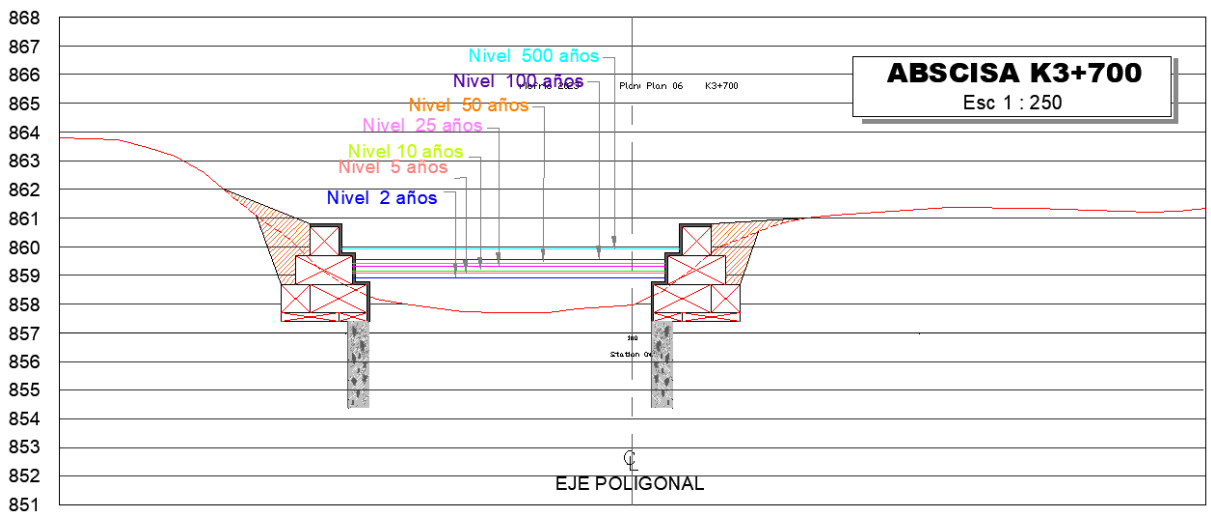 868
867
866
865
864
863
862
861
860
859
858
857
856
855
854
853
852
851
Nivel 500 años
Nivel 100 años
Nivel 50 años
Nivel 25 años
Nivel 10 años
Nivel 5 años
Nivel 2 años
2023
Plan: Plan 06
K3+700
ABSCISA K3+700
Esc 1 : 250
Station
℄
EJE POLIGONAL